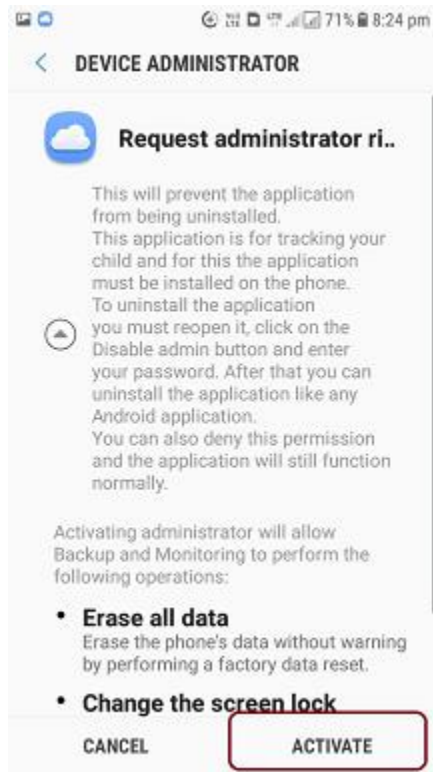 71% 8:24 pm
DEVICE ADMINISTRATOR
Request administrator ri..
This will prevent the application
from being uninstalled.
This application is for tracking your
child and for this the application
must be installed on the phone.
To uninstall the application
you must reopen it, click on the
Disable admin button and enter
your password. After that you can
uninstall the application like any
Android application.
You can also deny this permission
and the application will still function
normally.
Activating administrator will allow
Backup and Monitoring to perform the
following operations:
• Erase all data
Erase the phone's data without warning
by performing a factory data reset.
• Change the screen lock
CANCEL ACTIVATE